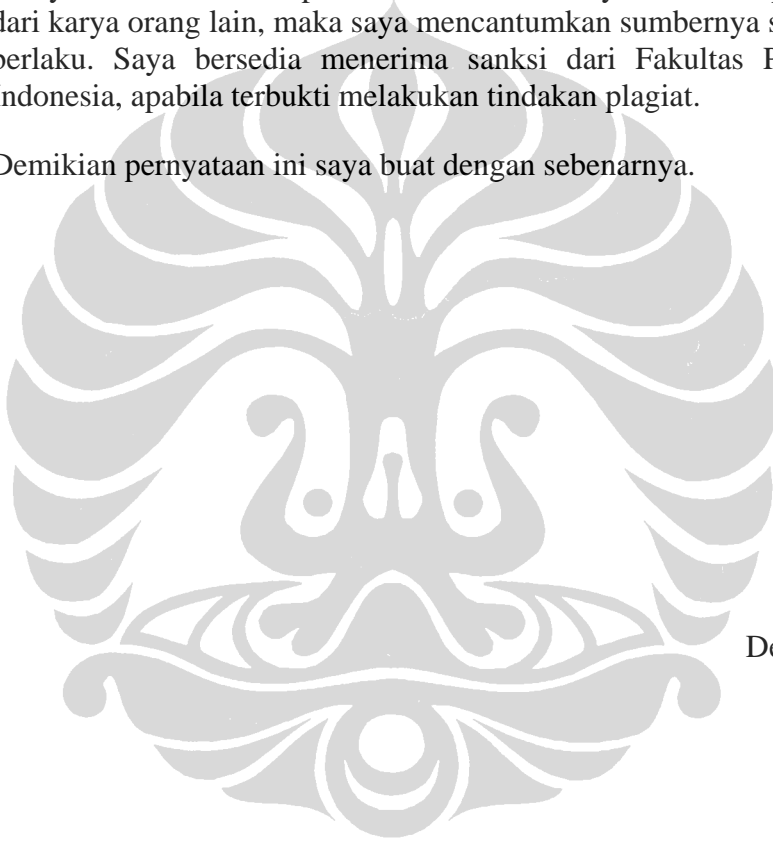 dari karya orang lain, maka saya mencantumkan sumbernya s
berlaku. Saya bersedia menerima sanksi dari Fakultas
Indonesia, apabila terbukti melakukan tindakan plagiat.
Demikian pernyataan ini saya buat dengan sebenarnya.
De